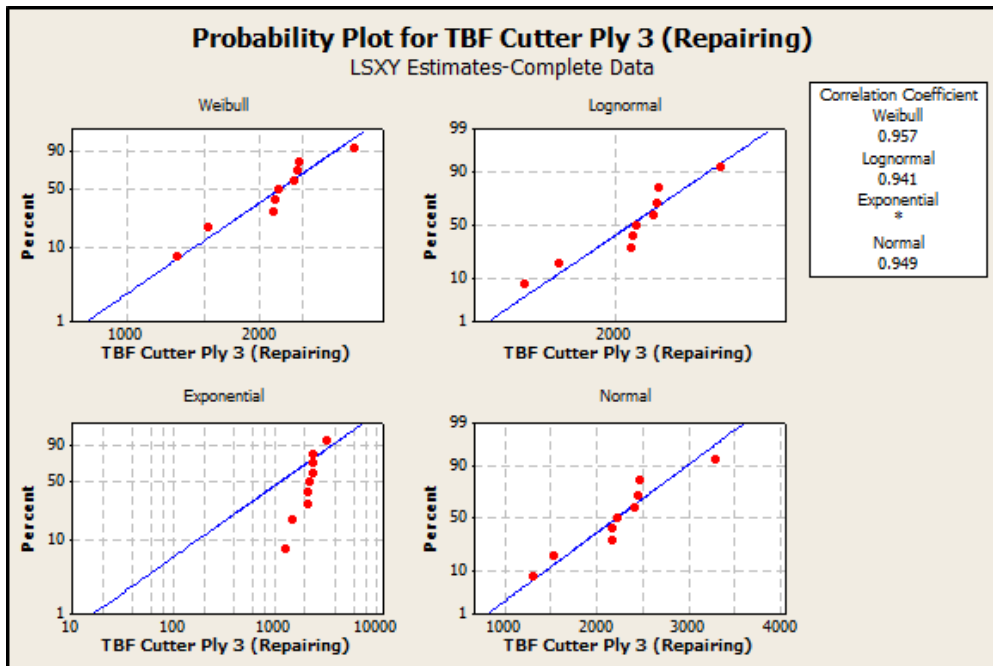 Probability Plot for TBF Cutter Ply 3 (Repairing)
LSXY Estimates-Complete Data
Weibull
Percent
90
50
10
1
1000 2000
TBF Cutter Ply 3 (Repairing)
Lognormal
Percent
99
90
50
10
1
2000
TBF Cutter Ply 3 (Repairing)
Correlation Coefficient
Weibull
0.957
Lognormal
0.941
Exponential
*
Normal
0.949
Exponential
Percent
90
50
10
1
10 100 1000 10000
TBF Cutter Ply 3 (Repairing)
Normal
Percent
99
90
50
10
1
1000 2000 3000 4000
TBF Cutter Ply 3 (Repairing)